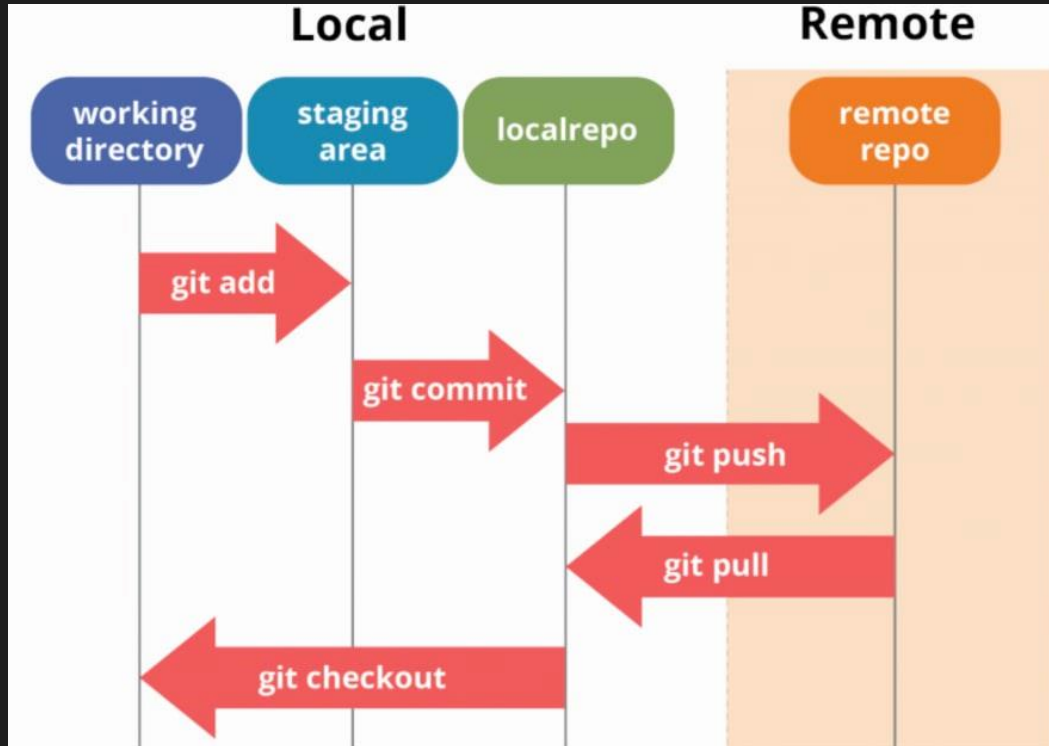 Local
Remote
working
directory
staging
area
localrepo
remote
repo
git add
git commit
git push
git pull
git checkout